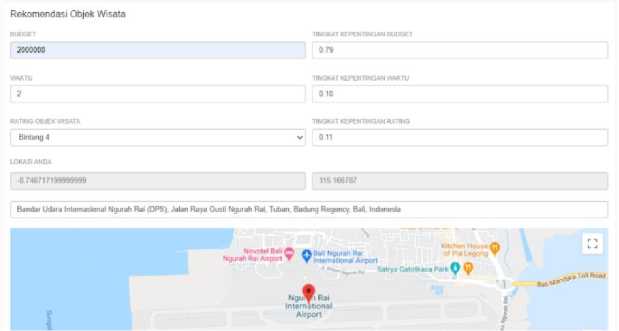 Rekomendasi Objek Wisata
BUDGET
TINGKAT KEPENTINGAN BUDGET
2000000
0.79
WAKTU
TINGKAT KEPENTINGAN WAKTU
2
0.10
RATING OBJEK WISATA
TINGKAT KEPENTINGAN RATING
Bintang 4
0.11
LOKASI ANDA
-8.746717199999999
115.166787
Bandar Udara Internasional Ngurah Rai (DPS), Jalan Raya Gusti Ngurah Rai, Tuban, Badung Regency, Bali, Indonesia
Novotel Bali
Ngurah Rai Airport
Bali Ngurah Rai
International Airport
Kitchen House
of Pia Legong
Satrya Gatotkaca Park
Bali Mandara Toll Road
Ngurah Rai
International
Airport